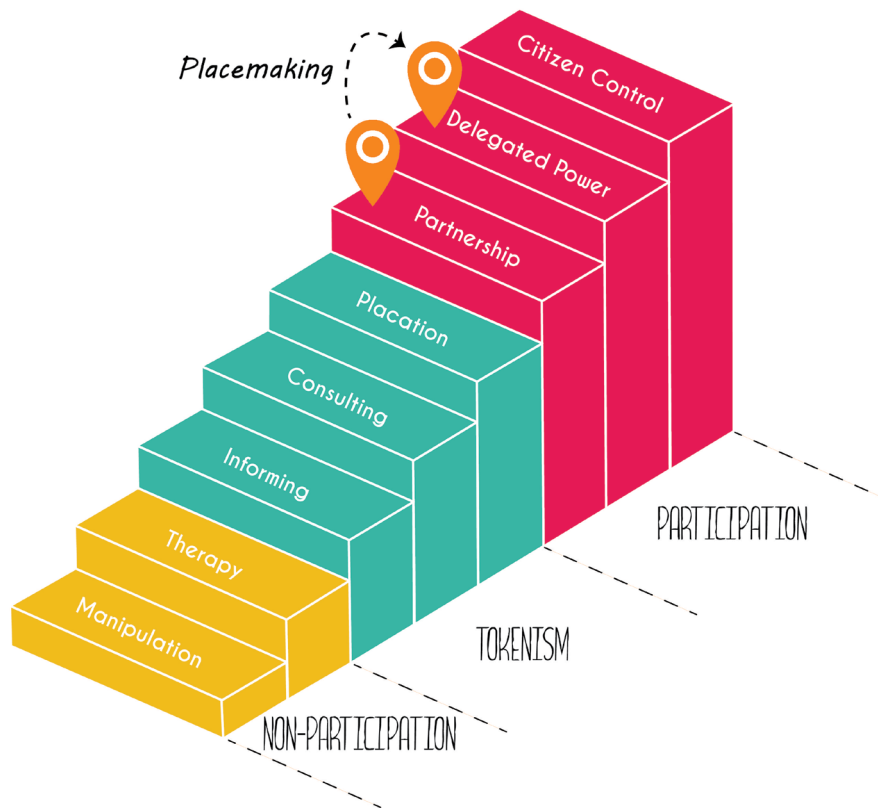 Placemaking
Citizen Control
Delegated Power
Partnership
Placation
Consulting
Informing
Therapy
Manipulation
PARTICIPATION
TOKENISM
NON-PARTICIPATION